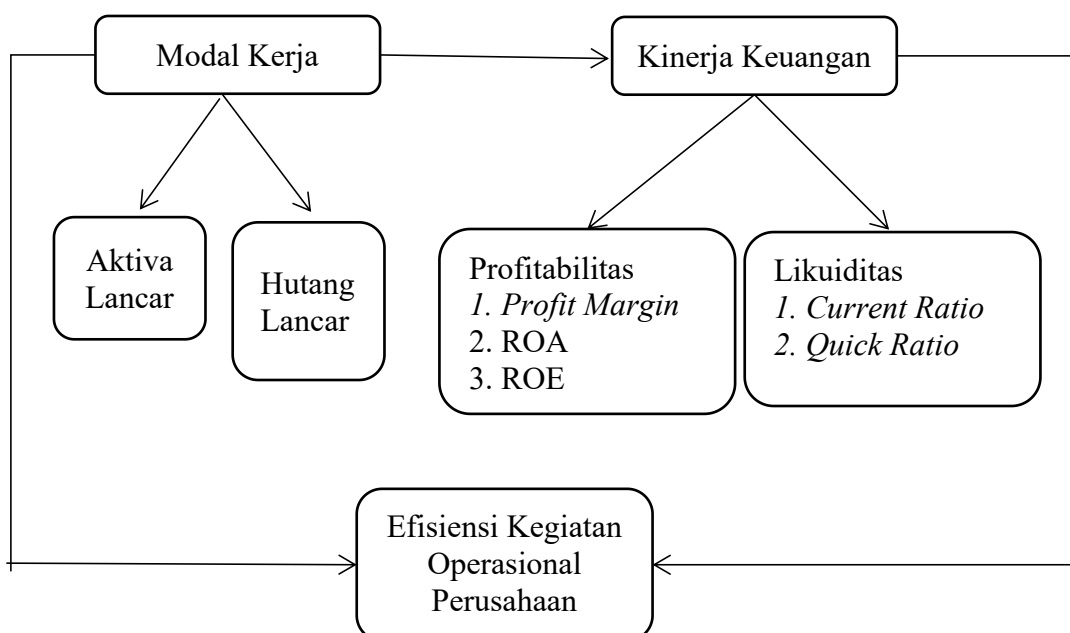 Modal Kerja
Kinerja Keuangan
Aktiva
Lancar
Hutang
Lancar
Profitabilitas
1. Profit Margin
2. ROA
3. ROE
Likuiditas
1. Current Ratio
2. Quick Ratio
Efisiensi Kegiatan
Operasional
Perusahaan